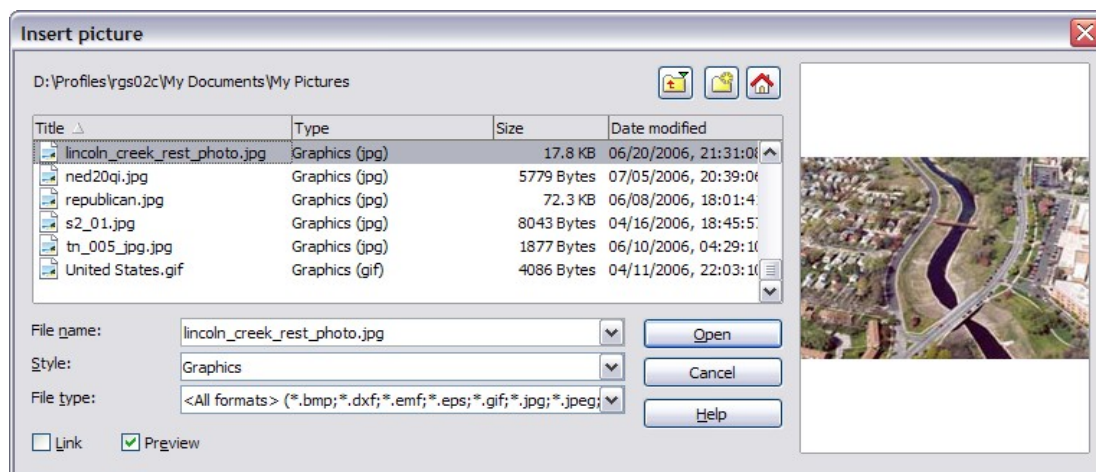 Insert picture
D:\Profiles\rgs02c\My Documents\My Pictures
Title Type Size Date modified
lincoln_creek_rest_photo.jpg Graphics (jpg) 17.8 KB 06/20/2006, 21:31:08
ned20qi.jpg Graphics (jpg) 5779 Bytes 07/05/2006, 20:39:06
republican.jpg Graphics (jpg) 72.3 KB 06/08/2006, 18:01:4
s2_01.jpg Graphics (jpg) 8043 Bytes 04/16/2006, 18:45:5
tn_005_jpg.jpg Graphics (jpg) 1877 Bytes 06/10/2006, 04:29:10
United States.gif Graphics (gif) 4086 Bytes 04/11/2006, 22:03:10
File name: lincoln_creek_rest_photo.jpg Open
Style: Graphics Cancel
File type: <All formats> (*.bmp;*.dxf;*.emf;*.eps;*.gif;*.jpg;*.jpeg; Help
Link Preview